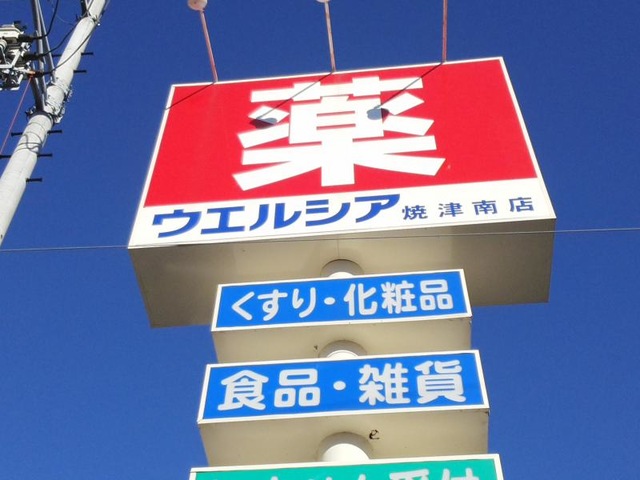 薬
ウエルシア 焼津南店
くすり・化粧品
食品・雑貨